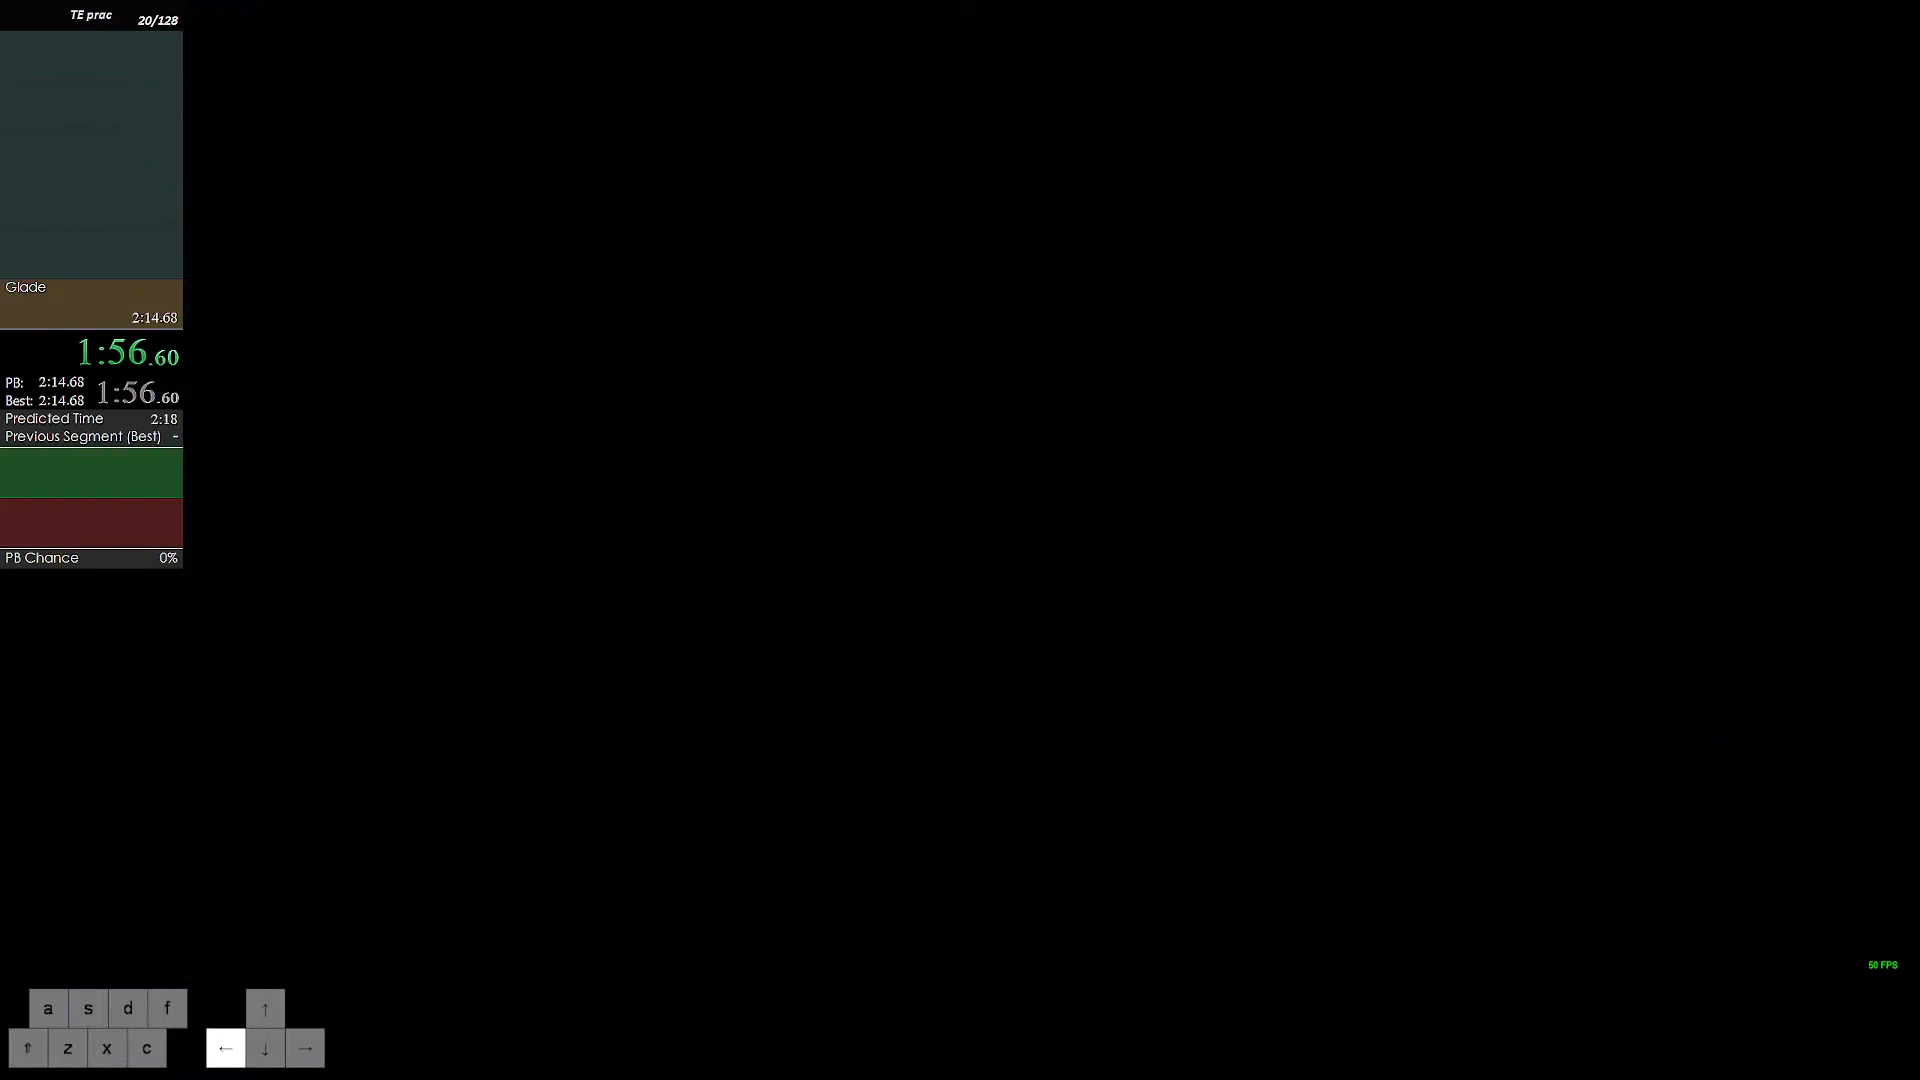 TE prac
20/128
Glade
2:14.68
1:56.60
PB: 2:14.68
1:56.60
Best: 2:14.68
Predicted Time 2:18
Previous Segment (Best) -
PB Chance 0%
50 FPS
a s d f ↑
⇑ z x c ← ↓ →